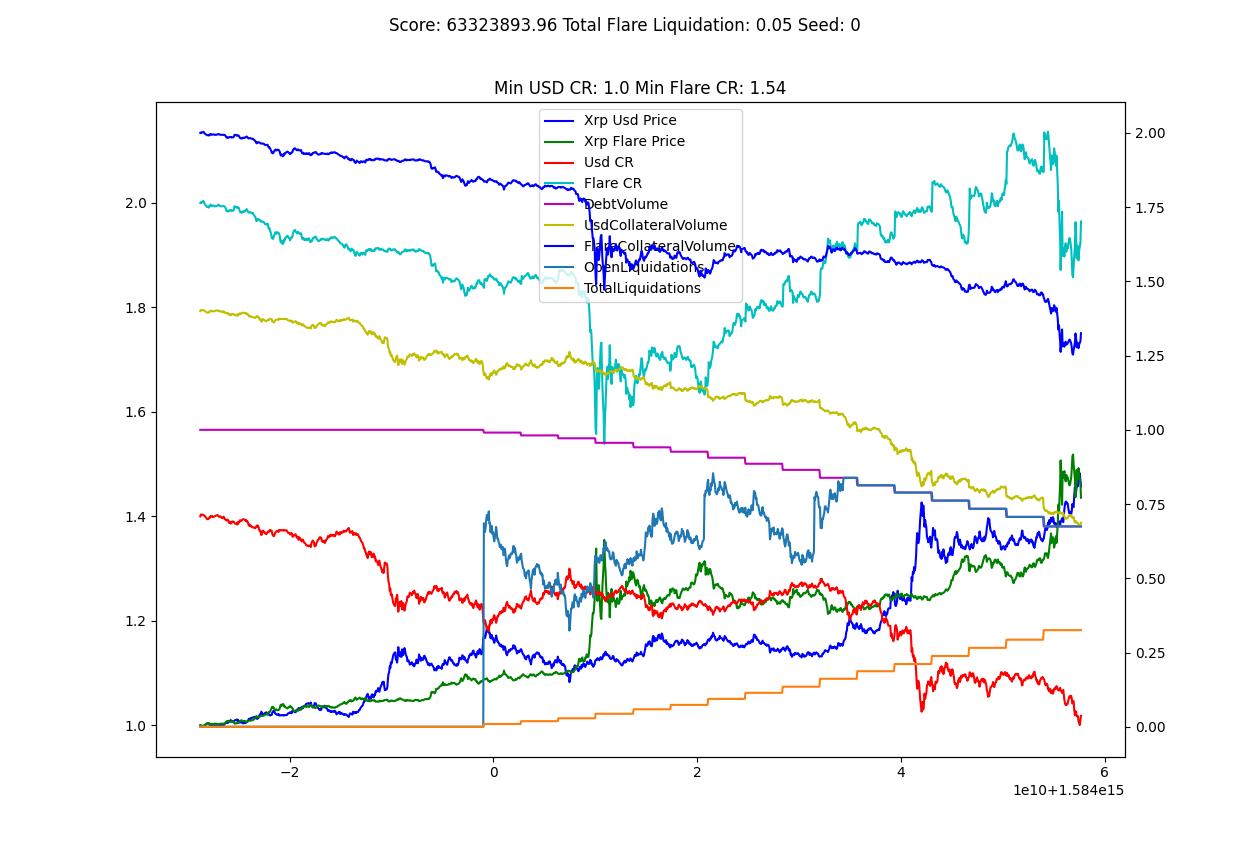 Score: 63323893.96 Total Flare Liquidation: 0.05 Seed: 0
Min USD CR: 1.0 Min Flare CR: 1.54
Xrp Usd Price
Xrp Flare Price
Usd CR
Flare CR
DebtVolume
UsdCollateralVolume
FlareCollateralVolume
OpenLiquidations
TotalLiquidations
2.0
1.8
1.6
1.4
1.2
1.0
2.00
1.75
1.50
1.25
1.00
0.75
0.50
0.25
0.00
−2
0
2
4
6
1e10+1.584e15